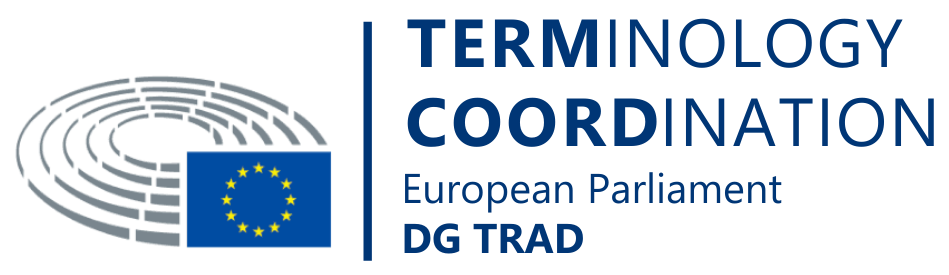 TERMINOLOGY
COORDINATION
European Parliament
DG TRAD